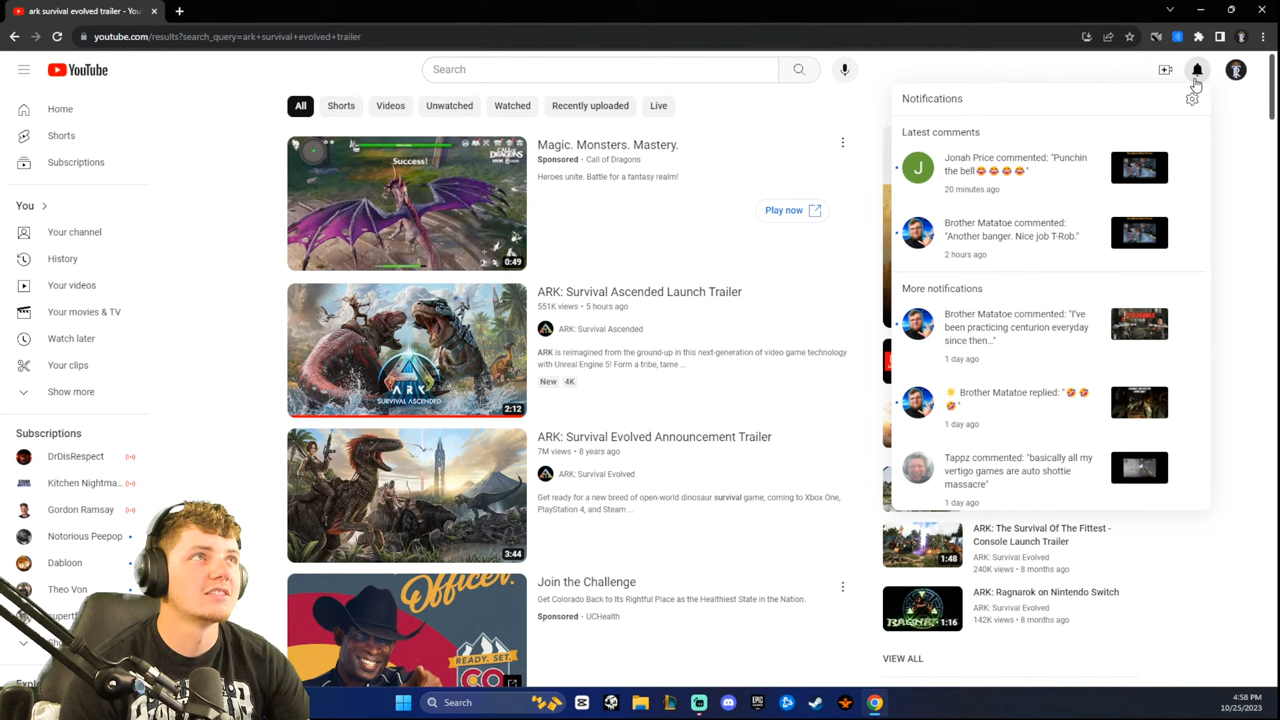 ark survival evolved trailer - You
youtube.com/results?search_query=ark+survival+evolved+trailer
YouTube
Search
Home
Shorts
Subscriptions
You
Your channel
History
Your videos
Your movies & TV
Watch later
Your clips
Show more
Subscriptions
DrDisRespect
Kitchen Nightma...
Gordon Ramsay
Notorious Peepop
Dabloon
Theo Von
All
Shorts
Videos
Unwatched
Watched
Recently uploaded
Live
Success!
CALL OF DRAGONS
0:49
Magic. Monsters. Mastery.
Sponsored • Call of Dragons
Heroes unite. Battle for a fantasy realm!
Play now
ARK
SURVIVAL ASCENDED
2:12
ARK: Survival Ascended Launch Trailer
551K views • 5 hours ago
ARK: Survival Ascended
ARK is reimagined from the ground-up in this next-generation of video game technology
with Unreal Engine 5! Form a tribe, tame ...
New
4K
3:44
ARK: Survival Evolved Announcement Trailer
7M views • 8 years ago
ARK: Survival Evolved
Get ready for a new breed of open-world dinosaur survival game, coming to Xbox One,
PlayStation 4, and Steam ...
Officer.
READY. SET.
CO
Join the Challenge
Get Colorado Back to Its Rightful Place as the Healthiest State in the Nation.
Sponsored • UCHealth
Notifications
Latest comments
J
Jonah Price commented: "Punchin
the bell😂😂😂😂"
20 minutes ago
Brother Matatoe commented:
"Another banger. Nice job T-Rob."
2 hours ago
More notifications
Brother Matatoe commented: "I've
been practicing centurion everyday
since then..."
1 day ago
Brother Matatoe replied: "🤣🤣
🤣"
1 day ago
Tappz commented: "basically all my
vertigo games are auto shottie
massacre"
1 day ago
1:48
ARK: The Survival Of The Fittest -
Console Launch Trailer
ARK: Survival Evolved
240K views • 8 months ago
RAGNAROK
1:16
ARK: Ragnarok on Nintendo Switch
ARK: Survival Evolved
142K views • 8 months ago
VIEW ALL
Search
EPIC
4:58 PM
10/25/2023